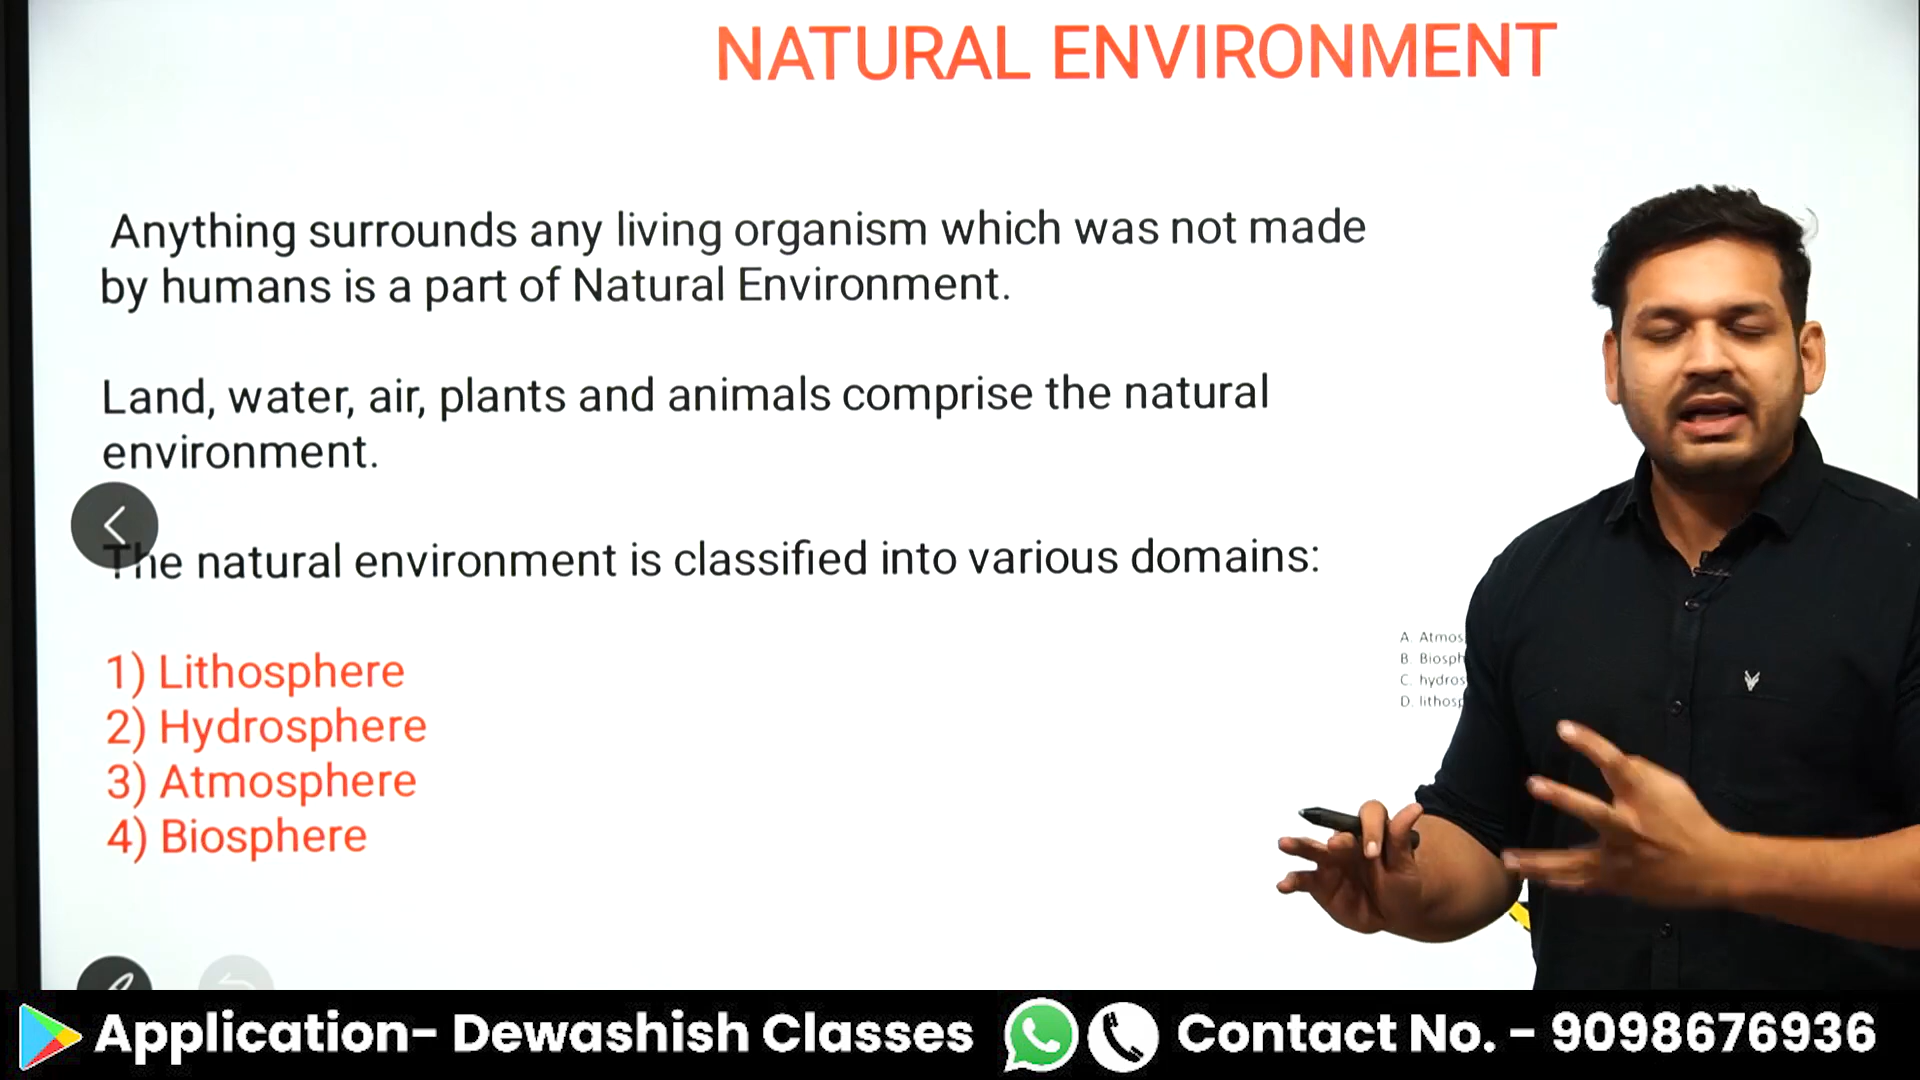 NATURAL ENVIRONMENT
Anything surrounds any living organism which was not made
by humans is a part of Natural Environment.
Land, water, air, plants and animals comprise the natural
environment.
The natural environment is classified into various domains:
1) Lithosphere
2) Hydrosphere
3) Atmosphere
4) Biosphere
A.
B.
C.
D.
Application- Dewashish Classes
Contact No. - 9098676936